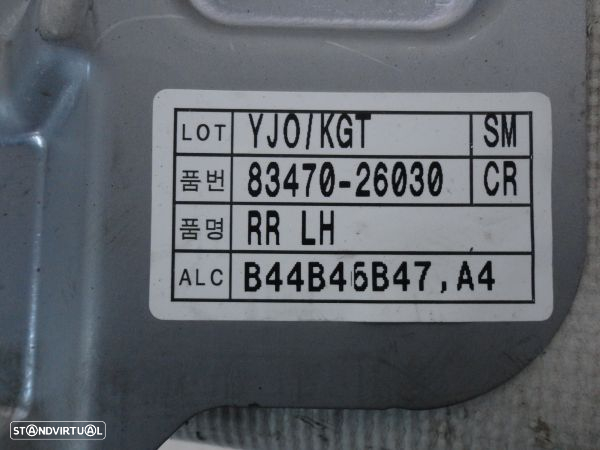 LOT YJO/KGT SM
품번 83470-26030 CR
품명 RR LH
ALC B44B46B47,A4
STANDVIRTUAL